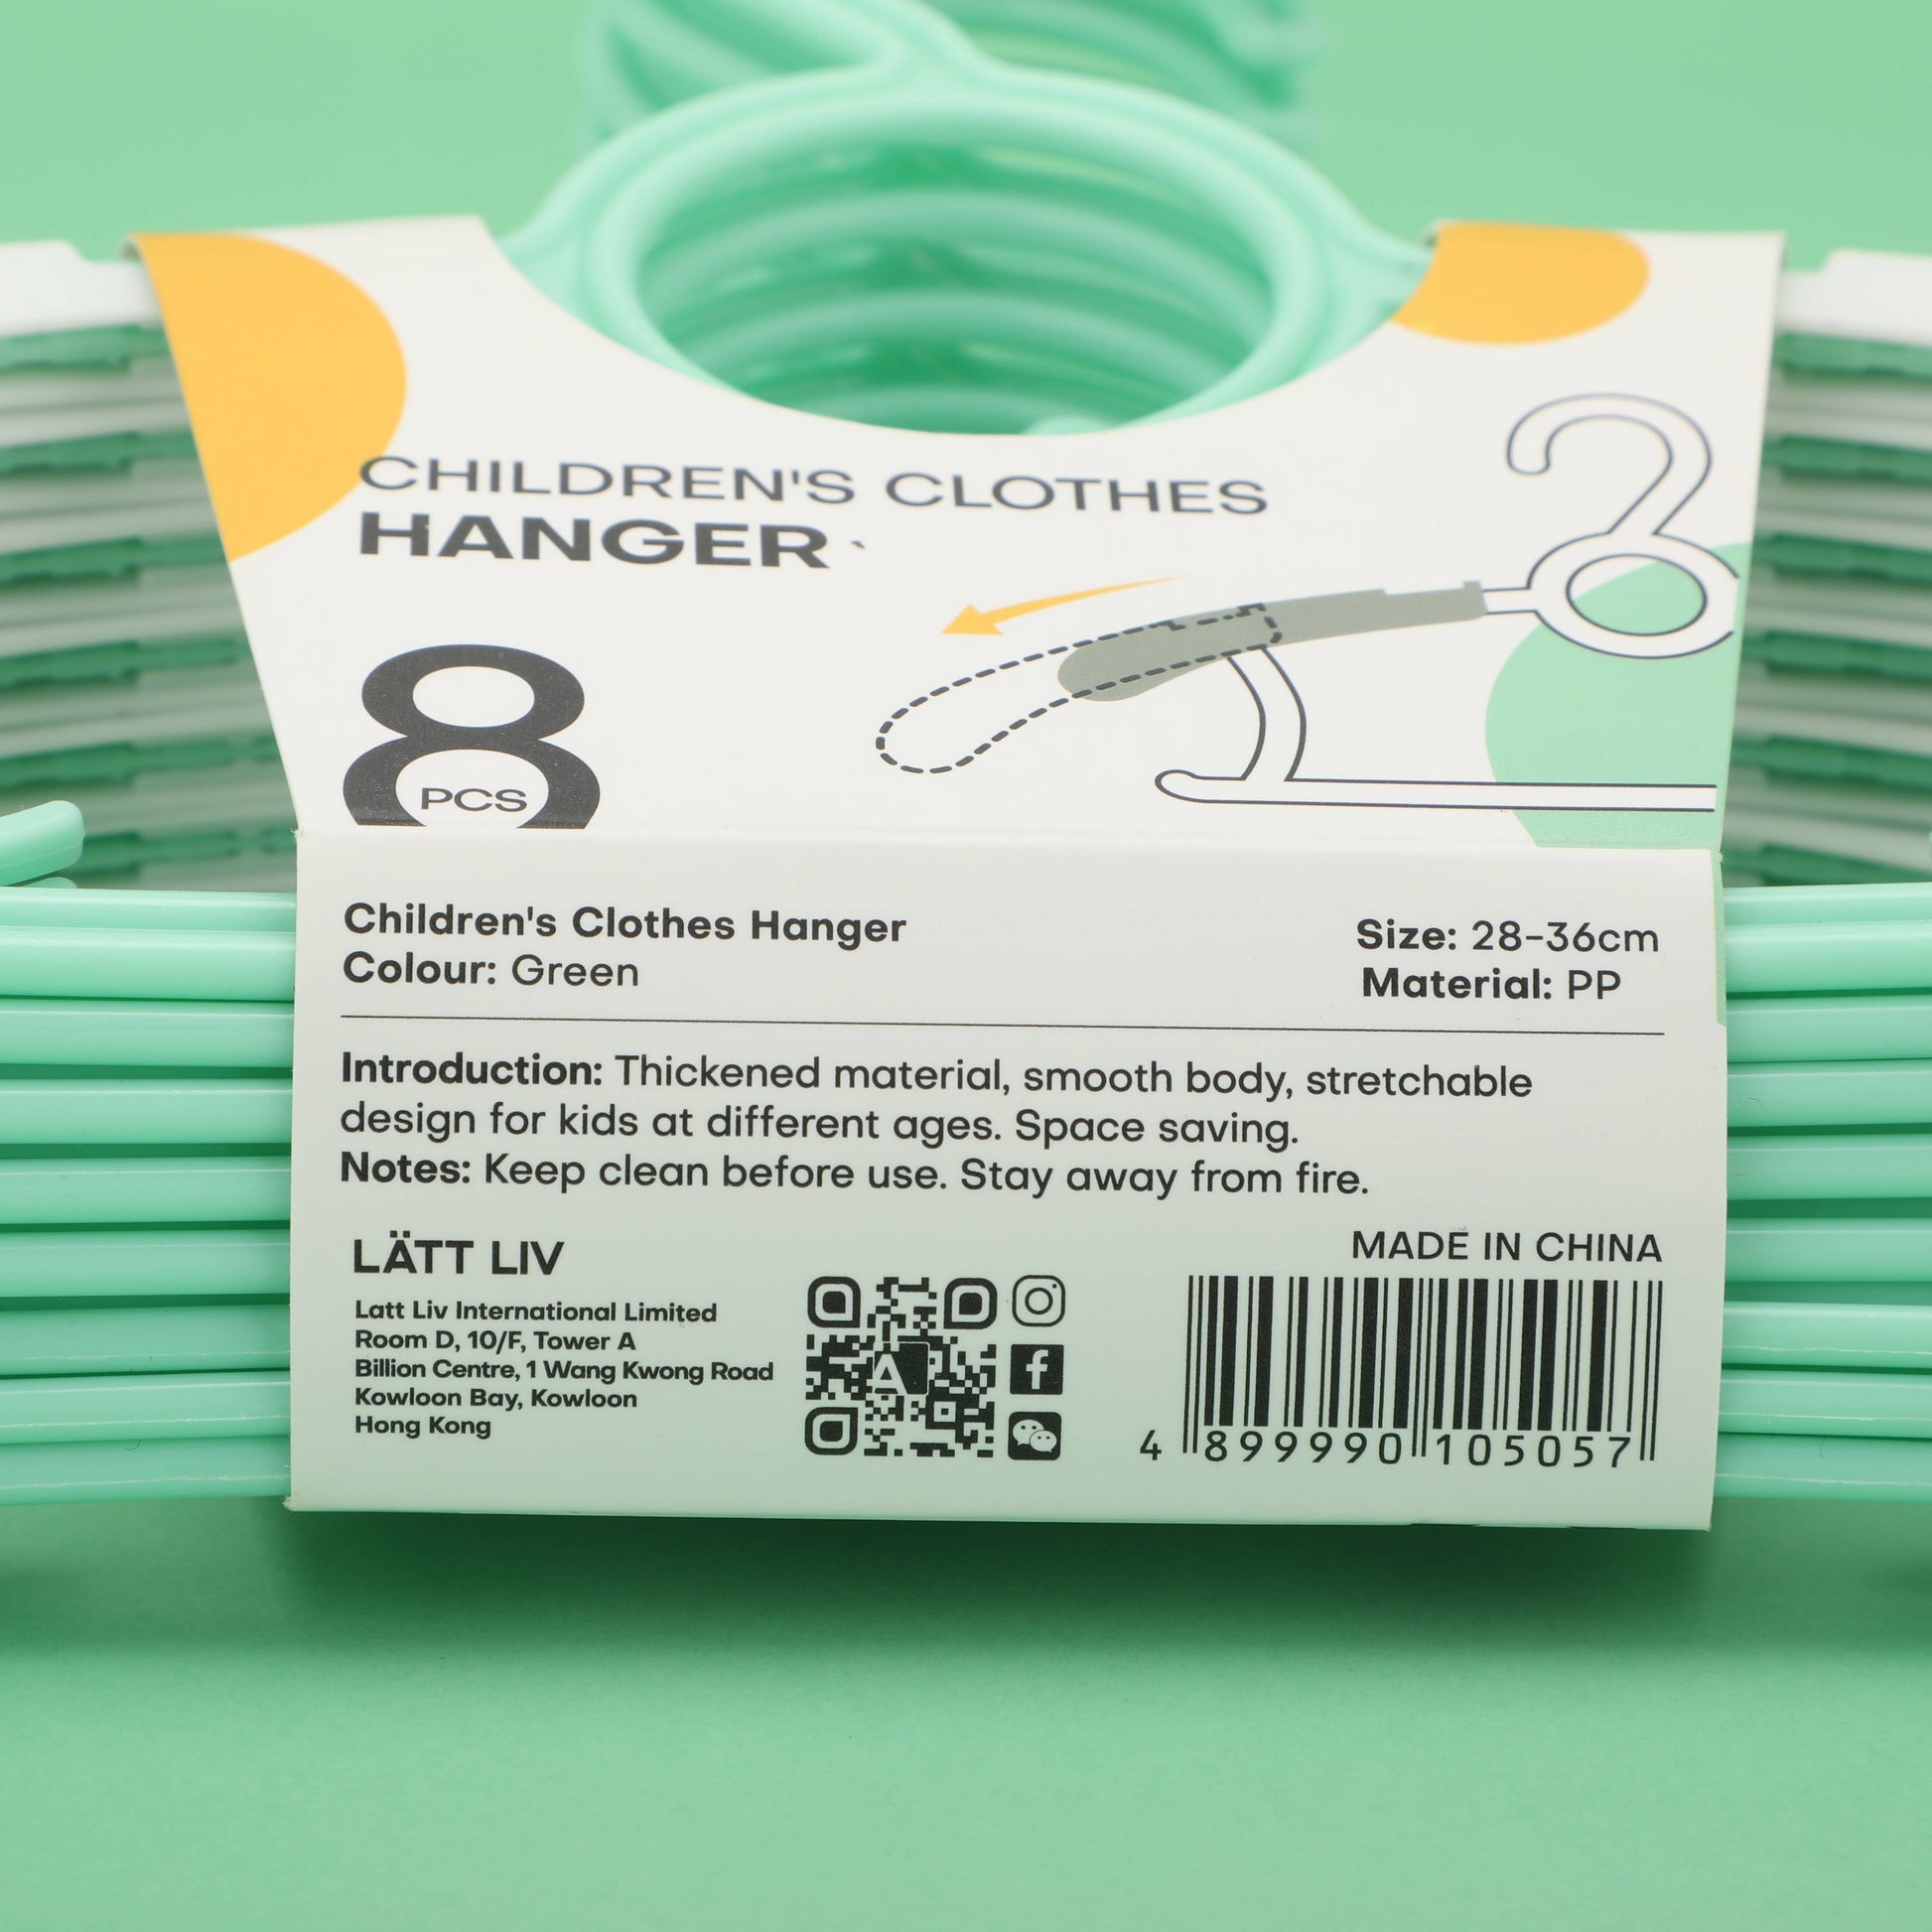 CHILDREN'S CLOTHES
HANGER
8
PCS
Children's Clothes Hanger
Colour: Green
Size: 28-36cm
Material: PP
Introduction: Thickened material, smooth body, stretchable
design for kids at different ages. Space saving.
Notes: Keep clean before use. Stay away from fire.
LÄTT LIV
Latt Liv International Limited
Room D, 10/F, Tower A
Billion Centre, 1 Wang Kwong Road
Kowloon Bay, Kowloon
Hong Kong
MADE IN CHINA
4 899990 105057